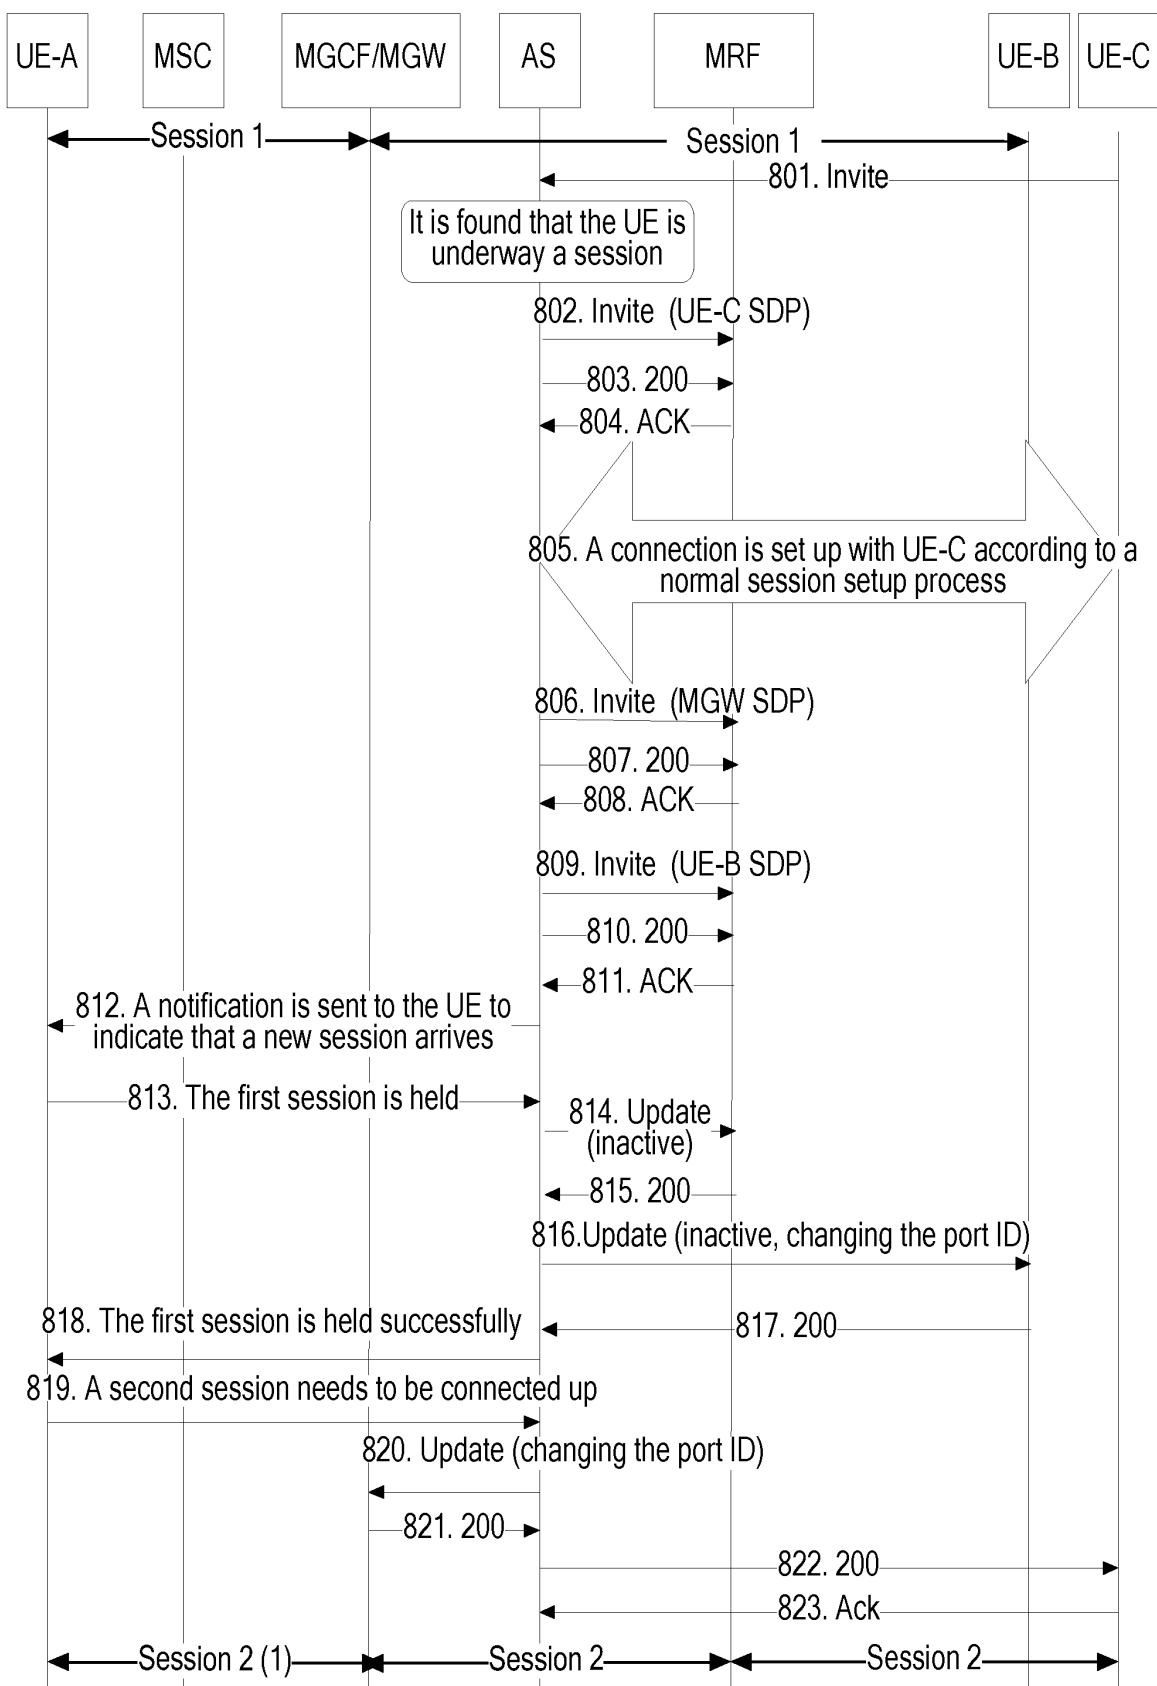 UE-A
MSC
MGCF/MGW
AS
MRF
UE-B
UE-C
Session 1
Session 1
801. Invite
It is found that the UE is
underway a session
802. Invite (UE-C SDP)
803. 200
804. ACK
805. A connection is set up with UE-C according to a
normal session setup process
806. Invite (MGW SDP)
807. 200
808. ACK
809. Invite (UE-B SDP)
810. 200
811. ACK
812. A notification is sent to the UE to
indicate that a new session arrives
813. The first session is held
814. Update
(inactive)
815. 200
816.Update (inactive, changing the port ID)
818. The first session is held successfully
817. 200
819. A second session needs to be connected up
820. Update (changing the port ID)
821. 200
822. 200
823. Ack
Session 2 (1)
Session 2
Session 2